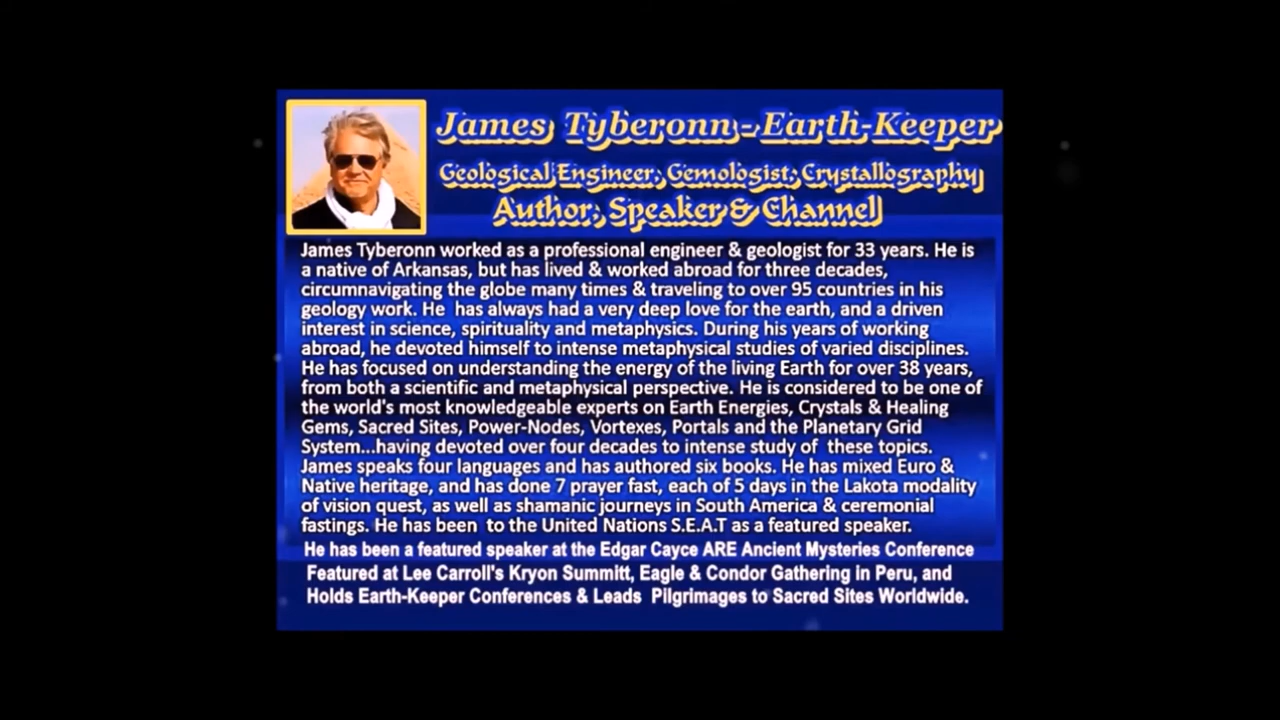 James Tyberonn - Earth-Keeper
Geological Engineer, Gemologist, Crystallography,
Author, Speaker & Channel
James Tyberonn worked as a professional engineer & geologist for 33 years. He is
a native of Arkansas, but has lived & worked abroad for three decades,
circumnavigating the globe many times & traveling to over 95 countries in his
geology work. He  has always had a very deep love for the earth, and a driven
interest in science, spirituality and metaphysics. During his years of working
abroad, he devoted himself to intense metaphysical studies of varied disciplines.
He has focused on understanding the energy of the living Earth for over 38 years,
from both a scientific and metaphysical perspective. He is considered to be one of
the world's most knowledgeable experts on Earth Energies, Crystals & Healing
Gems, Sacred Sites, Power-Nodes, Vortexes, Portals and the Planetary Grid
System...having devoted over four decades to intense study of  these topics.
James speaks four languages and has authored six books. He has mixed Euro &
Native heritage, and has done 7 prayer fast, each of 5 days in the Lakota modality
of vision quest, as well as shamanic journeys in South America & ceremonial
fastings. He has been  to the United Nations S.E.A.T as a featured speaker.
He has been a featured speaker at the Edgar Cayce ARE Ancient Mysteries Conference
Featured at Lee Carroll's Kryon Summitt, Eagle & Condor Gathering in Peru, and
Holds Earth-Keeper Conferences & Leads  Pilgrimages to Sacred Sites Worldwide.